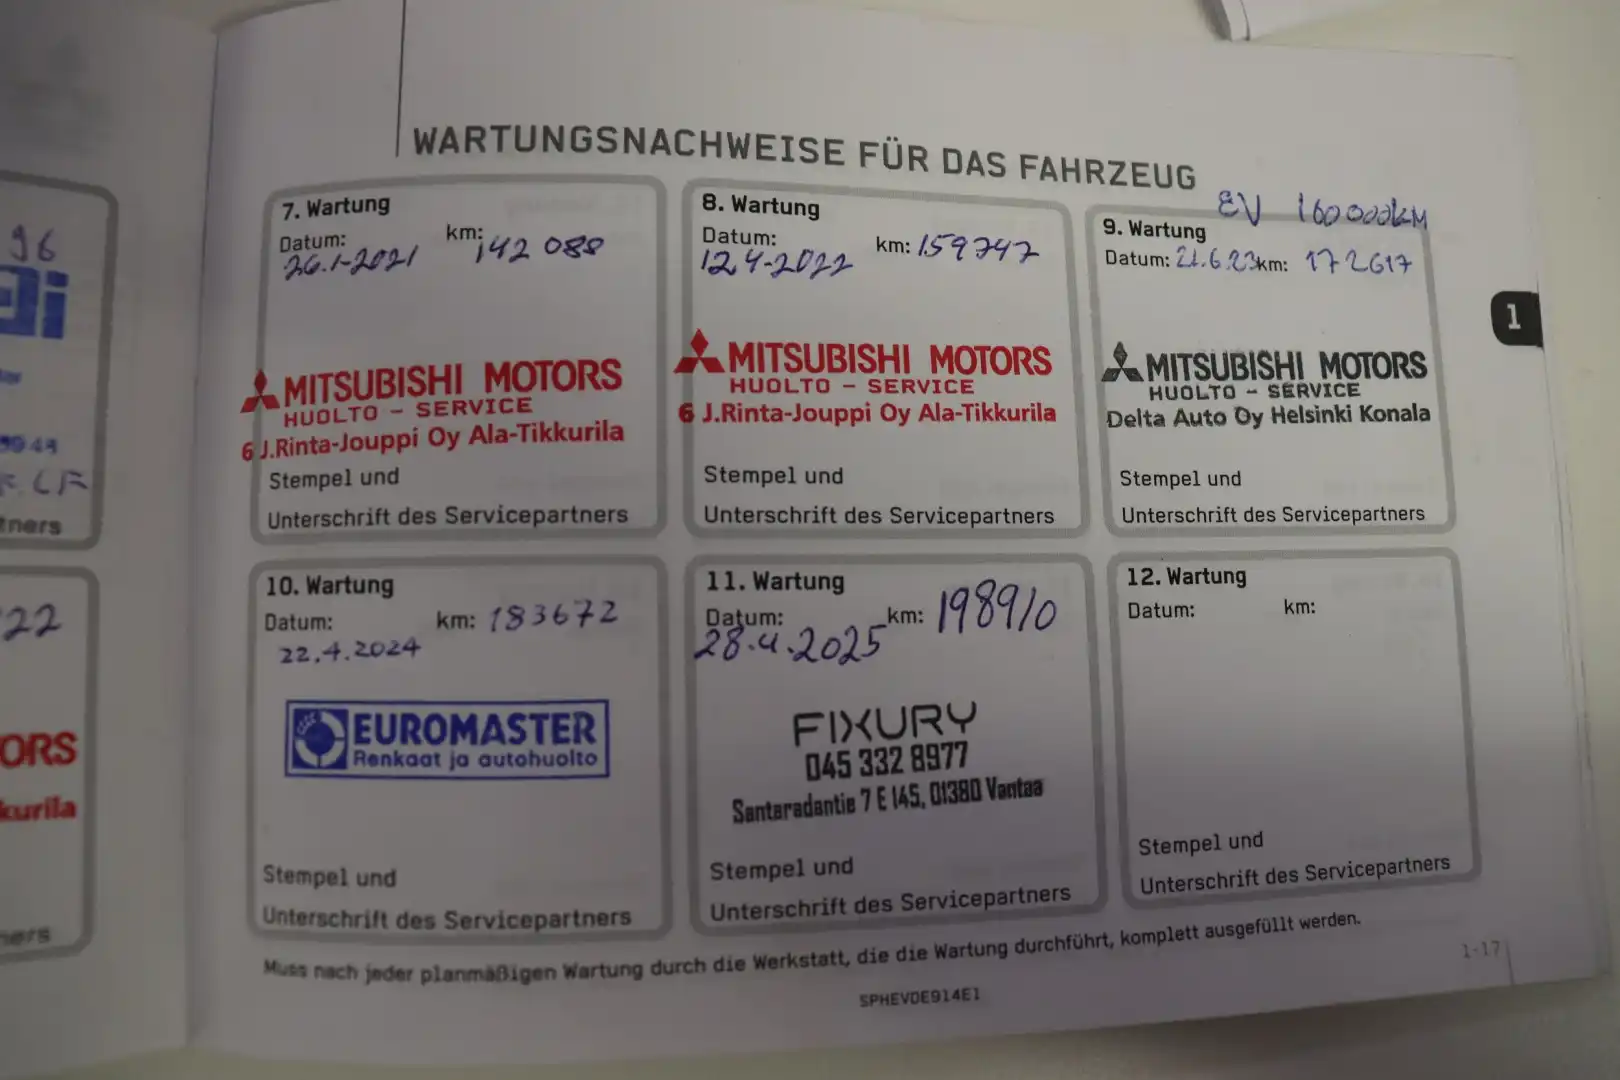 96
di
22
ORS
kurila
WARTUNGSNACHWEISE FÜR DAS FAHRZEUG
7. Wartung
Datum: km:
26.1-2021 142 088
MITSUBISHI MOTORS
HUOLTO - SERVICE
6 J.Rinta-Jouppi Oy Ala-Tikkurila
Stempel und
Unterschrift des Servicepartners
8. Wartung
Datum: km: 159747
12.4-2022
MITSUBISHI MOTORS
HUOLTO - SERVICE
6 J.Rinta-Jouppi Oy Ala-Tikkurila
Stempel und
Unterschrift des Servicepartners
EV 160000KM
9. Wartung
Datum: 21.6.23 km: 172617
MITSUBISHI MOTORS
HUOLTO - SERVICE
Delta Auto Oy Helsinki Konala
Stempel und
Unterschrift des Servicepartners
1
10. Wartung
Datum: km: 183672
22.4.2024
EUROMASTER
Renkaat ja autohuolto
Stempel und
Unterschrift des Servicepartners
11. Wartung
Datum: km: 198910
28.4.2025
FIXURY
045 332 8977
Santaradantie 7 E 145, 01380 Vantaa
Stempel und
Unterschrift des Servicepartners
12. Wartung
Datum: km:
Stempel und
Unterschrift des Servicepartners
Muss nach jeder planmäßigen Wartung durch die Werkstatt, die die Wartung durchführt, komplett ausgefüllt werden.
1-17
SPHEVDE914E1